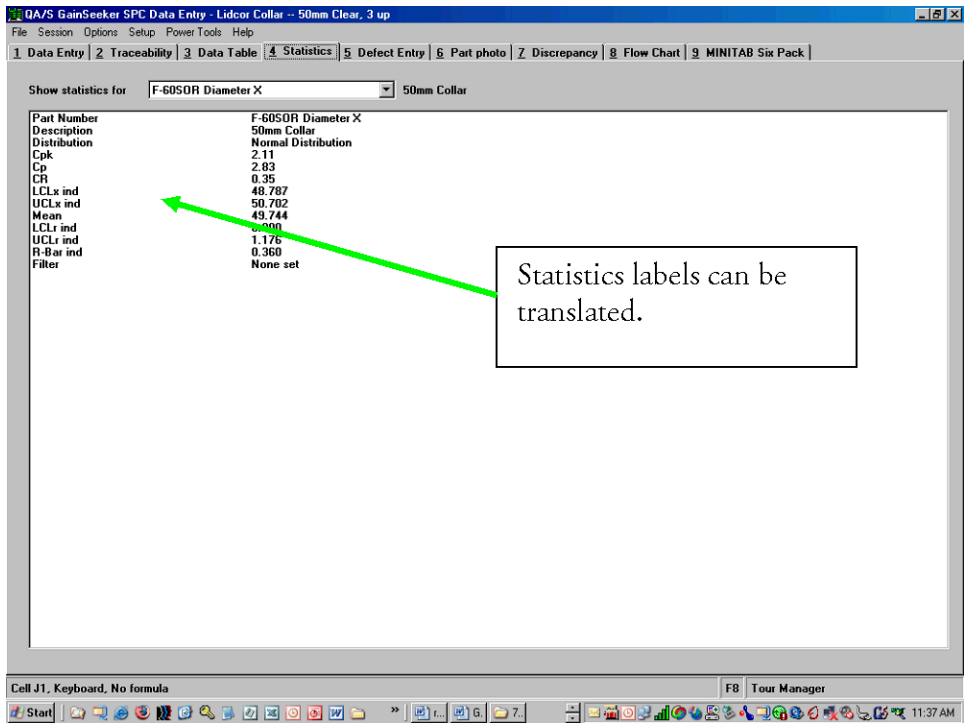 QA/S GainSeeker SPC Data Entry - Lidcor Collar -- 50mm Clear, 3 up
File Session Options Setup Power Tools Help
1 Data Entry 2 Traceability 3 Data Table 4 Statistics 5 Defect Entry 6 Part photo 7 Discrepancy 8 Flow Chart 9 MINITAB Six Pack
Show statistics for F-60SOR Diameter X 50mm Collar
Part Number F-60SOR Diameter X
Description 50mm Collar
Distribution Normal Distribution
Cpk 2.11
Cp 2.83
CR 0.35
LCLx ind 48.787
UCLx ind 50.702
Mean 49.744
LCLr ind
UCLr ind 1.176
R-Bar ind 0.360
Filter None set
Statistics labels can be
translated.
Cell J1, Keyboard, No formula F8 Tour Manager
Start » r... G. 7.. 11:37 AM